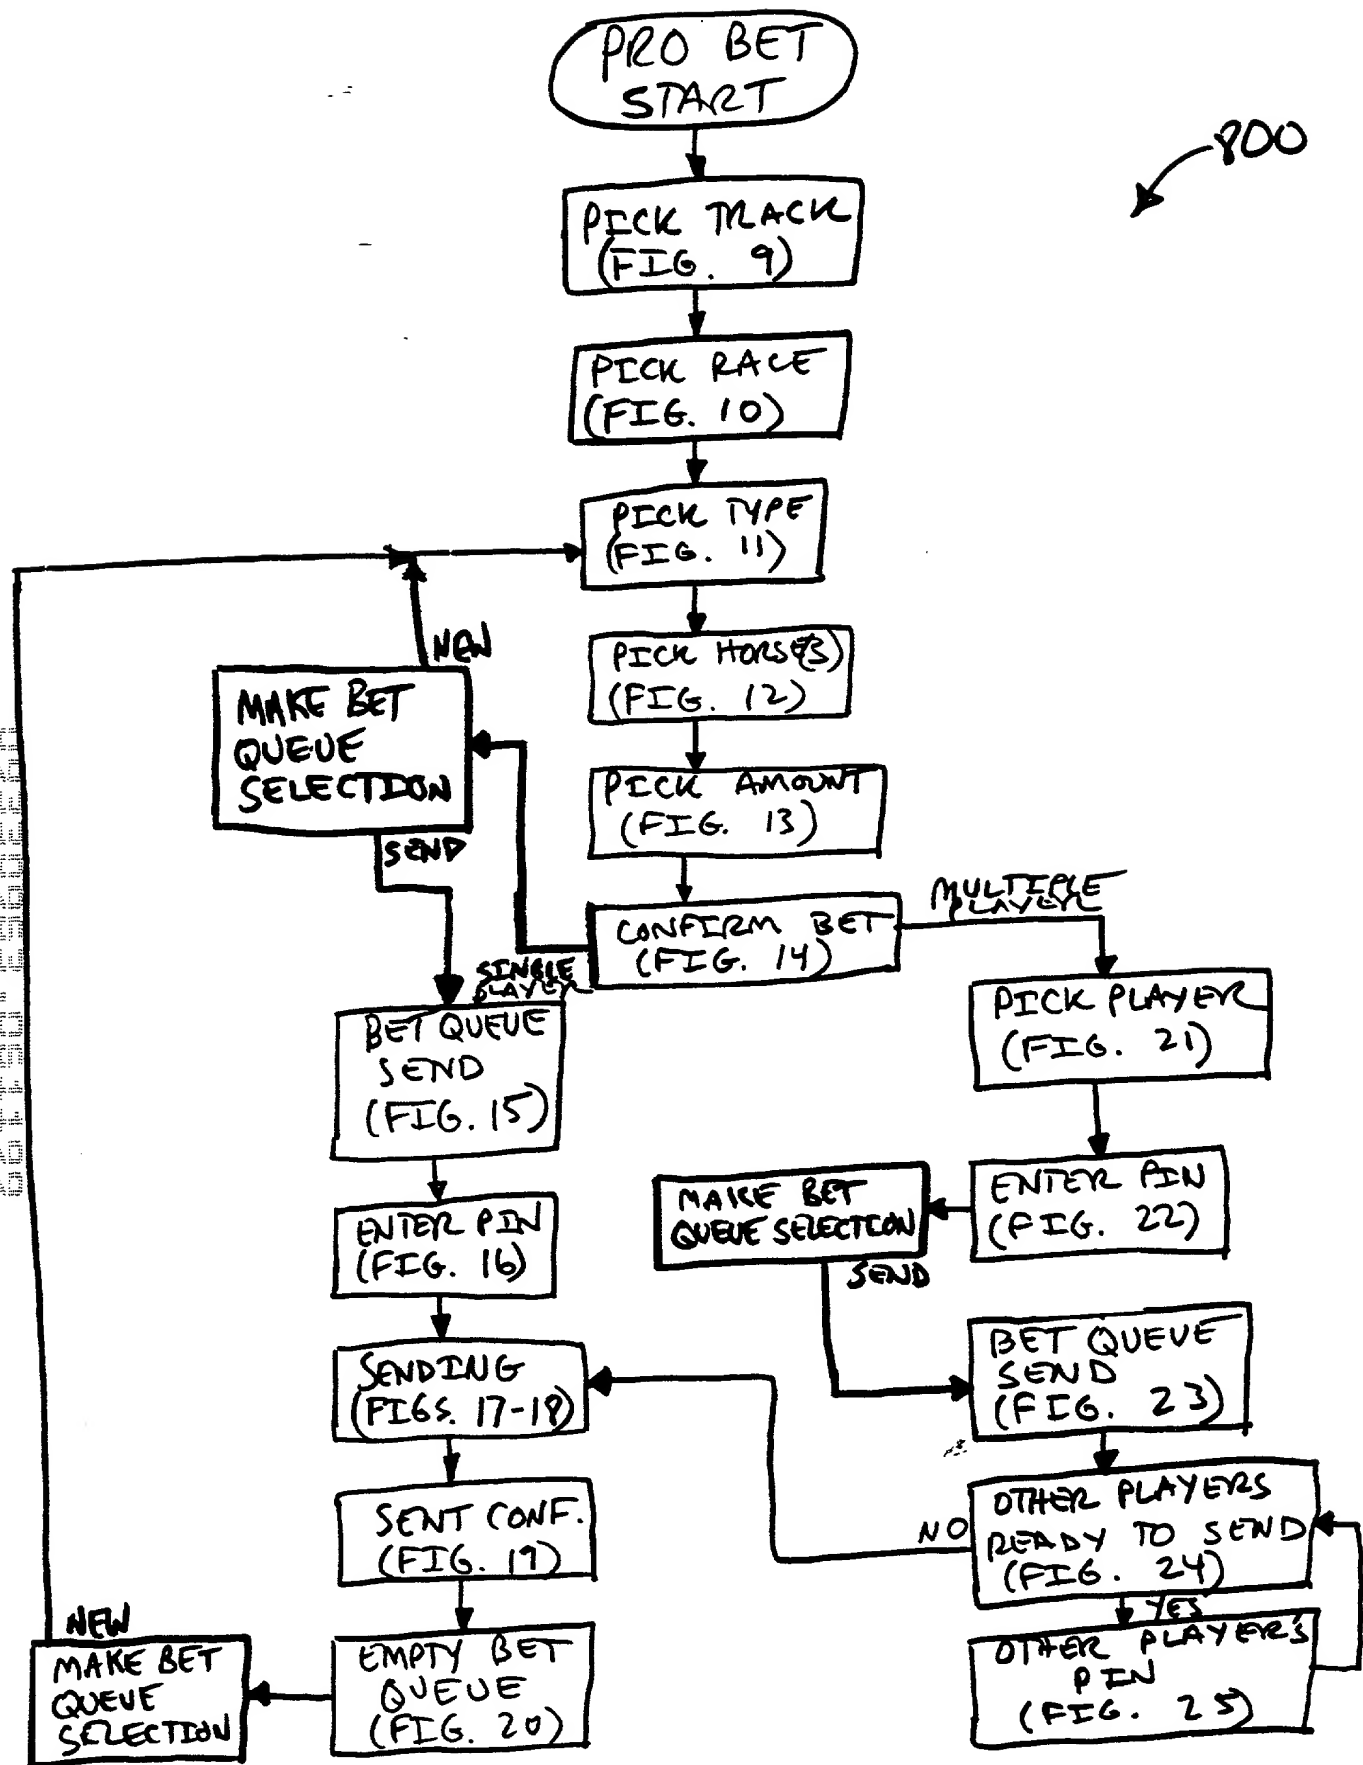 PRO BET
START
800
PICK TRACK
(FIG. 9)
PICK RACE
(FIG. 10)
PICK TYPE
(FIG. 11)
NEW
PICK HORSE(S)
(FIG. 12)
MAKE BET
QUEUE
SELECTION
SEND
PICK AMOUNT
(FIG. 13)
CONFIRM BET
(FIG. 14)
MULTIPLE
PLAYER
SINGLE
PLAYER
BET QUEUE
SEND
(FIG. 15)
PICK PLAYER
(FIG. 21)
ENTER PIN
(FIG. 16)
MAKE BET
QUEUE SELECTION
SEND
ENTER PIN
(FIG. 22)
SENDING
(FIGS. 17-18)
BET QUEUE
SEND
(FIG. 23)
SENT CONF.
(FIG. 19)
NO
OTHER PLAYERS
READY TO SEND
(FIG. 24)
YES
NEW
MAKE BET
QUEUE
SELECTION
EMPTY BET
QUEUE
(FIG. 20)
OTHER PLAYER'S
PIN
(FIG. 25)